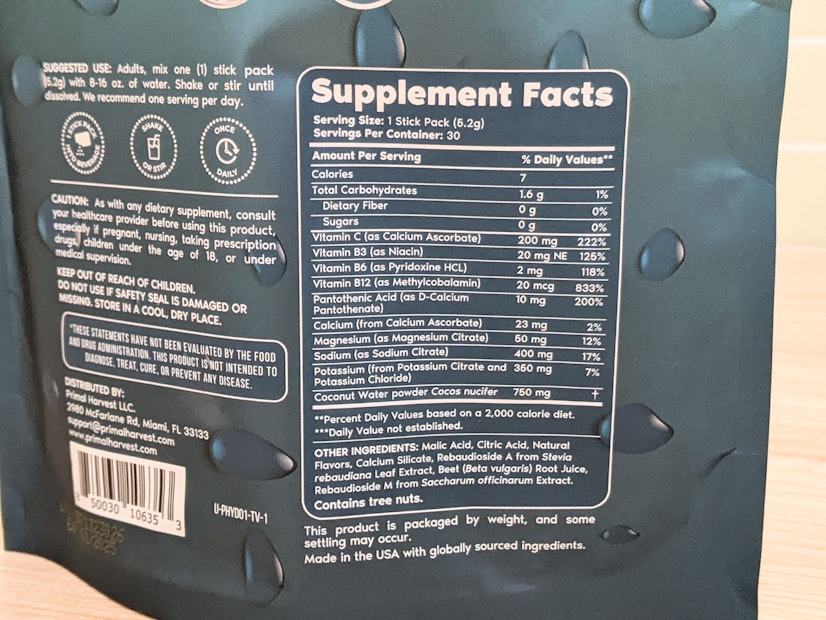 SUGGESTED USE: Adults, mix one (1) stick pack
(5.2g) with 8-16 oz. of water. Shake or stir until
dissolved. We recommend one serving per day.
1 STICK PACK
INTO BEVERAGE
SHAKE
OR STIR
ONCE
DAILY
CAUTION: As with any dietary supplement, consult
your healthcare provider before using this product,
especially if pregnant, nursing, taking prescription
drugs, children under the age of 18, or under
medical supervision.
KEEP OUT OF REACH OF CHILDREN.
DO NOT USE IF SAFETY SEAL IS DAMAGED OR
MISSING. STORE IN A COOL, DRY PLACE.
*THESE STATEMENTS HAVE NOT BEEN EVALUATED BY THE FOOD
AND DRUG ADMINISTRATION. THIS PRODUCT IS NOT INTENDED TO
DIAGNOSE, TREAT, CURE, OR PREVENT ANY DISEASE.
DISTRIBUTED BY:
Primal Harvest LLC.
2980 McFarlane Rd, Miami, FL 33133
support@primalharvest.com
www.primalharvest.com
8 50030 10635 3
U-PHYD01-TV-1
Supplement Facts
Serving Size: 1 Stick Pack (5.2g)
Servings Per Container: 30
Amount Per Serving % Daily Values**
Calories 7
Total Carbohydrates 1.6 g 1%
Dietary Fiber 0 g 0%
Sugars 0 g 0%
Vitamin C (as Calcium Ascorbate) 200 mg 222%
Vitamin B3 (as Niacin) 20 mg NE 125%
Vitamin B6 (as Pyridoxine HCL) 2 mg 118%
Vitamin B12 (as Methylcobalamin) 20 mcg 833%
Pantothenic Acid (as D-Calcium 10 mg 200%
Pantothenate)
Calcium (from Calcium Ascorbate) 23 mg 2%
Magnesium (as Magnesium Citrate) 50 mg 12%
Sodium (as Sodium Citrate) 400 mg 17%
Potassium (from Potassium Citrate and 350 mg 7%
Potassium Chloride)
Coconut Water powder Cocos nucifer 750 mg †
**Percent Daily Values based on a 2,000 calorie diet.
***Daily Value not established.
OTHER INGREDIENTS: Malic Acid, Citric Acid, Natural
Flavors, Calcium Silicate, Rebaudioside A from Stevia
rebaudiana Leaf Extract, Beet (Beta vulgaris) Root Juice,
Rebaudioside M from Saccharum officinarum Extract.
Contains tree nuts.
This product is packaged by weight, and some
settling may occur.
Made in the USA with globally sourced ingredients.